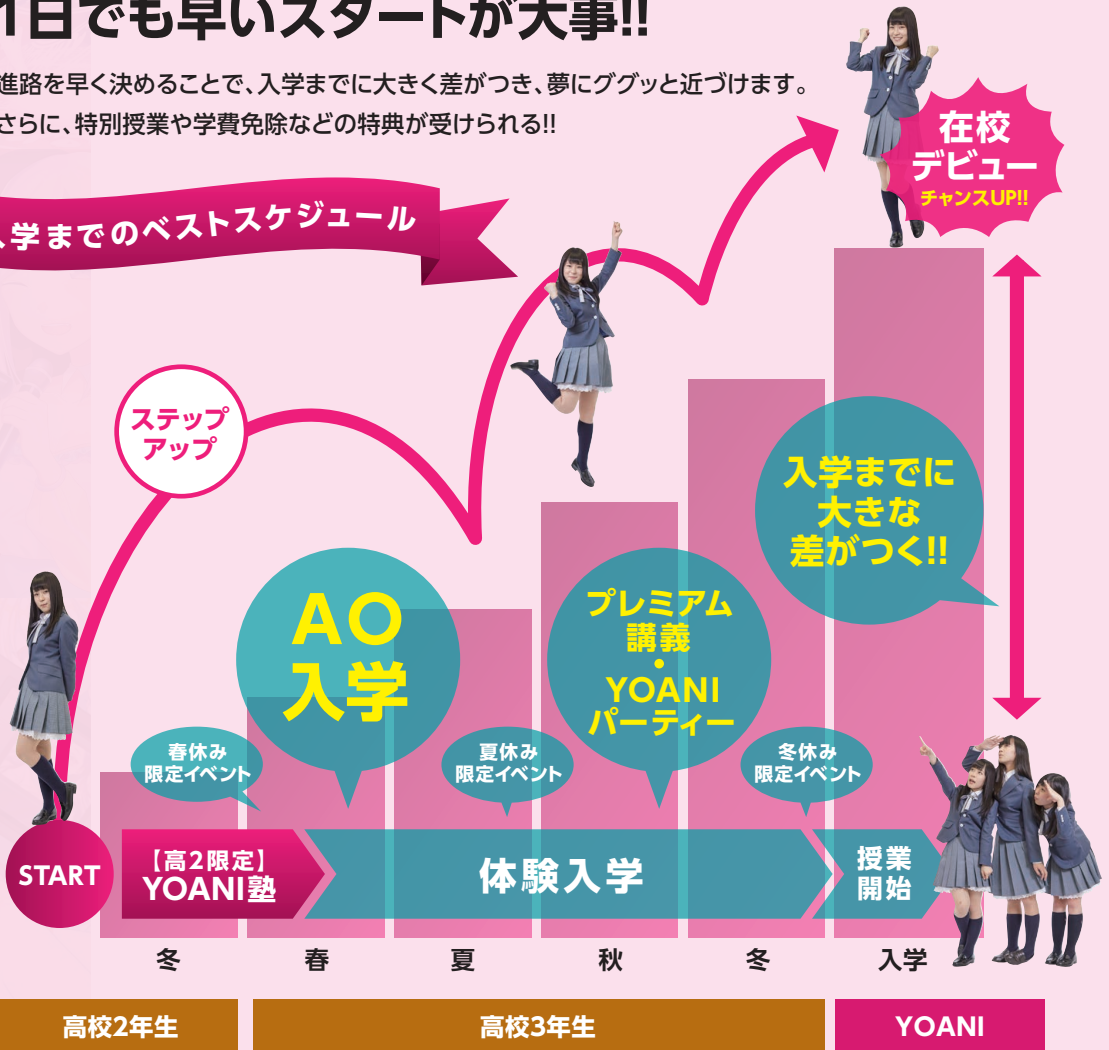 1日でも早いスタートが大事!!
進路を早く決めることで、入学までに大きく差がつき、夢にググッと近づけます。
さらに、特別授業や学費免除などの特典が受けられる!!
入学までのベストスケジュール
在校
デビュー
チャンスUP!!
ステップ
アップ
入学までに
大きな
差がつく!!
AO
入学
プレミアム
講義
・
YOANI
パーティー
春休み
限定イベント
夏休み
限定イベント
冬休み
限定イベント
START
【高2限定】
YOANI塾
体験入学
授業
開始
冬
春
夏
秋
冬
入学
高校2年生
高校3年生
YOANI